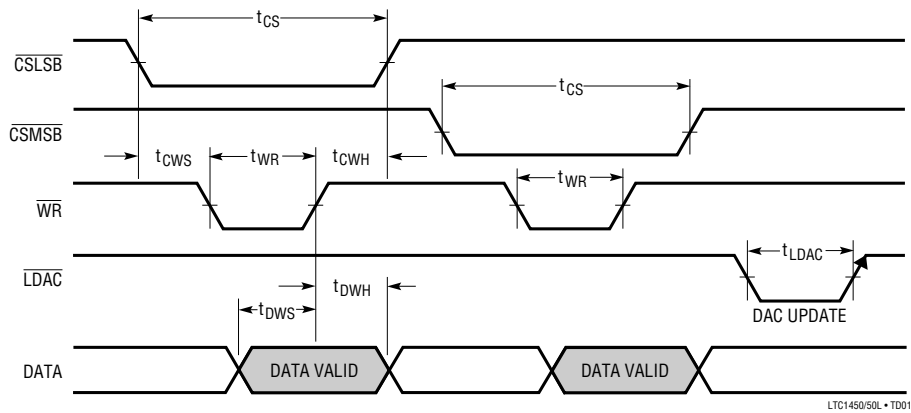 tCS
CSLSB
tCS
CSMSB
tCWS
tWR
tCWH
tWR
WR
tLDAC
LDAC
tDWH
tDWS
DAC UPDATE
DATA
DATA VALID
DATA VALID
LTC1450/50L • TD01